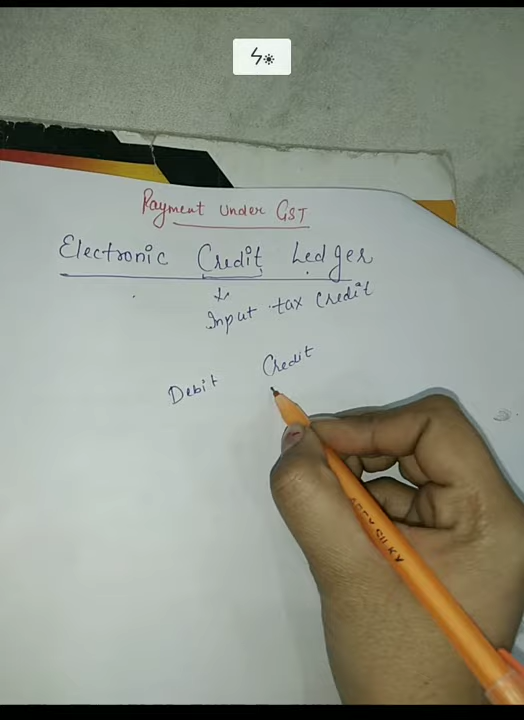 Payment under GST
Electronic Credit Ledger
Input tax credit
Debit Credit